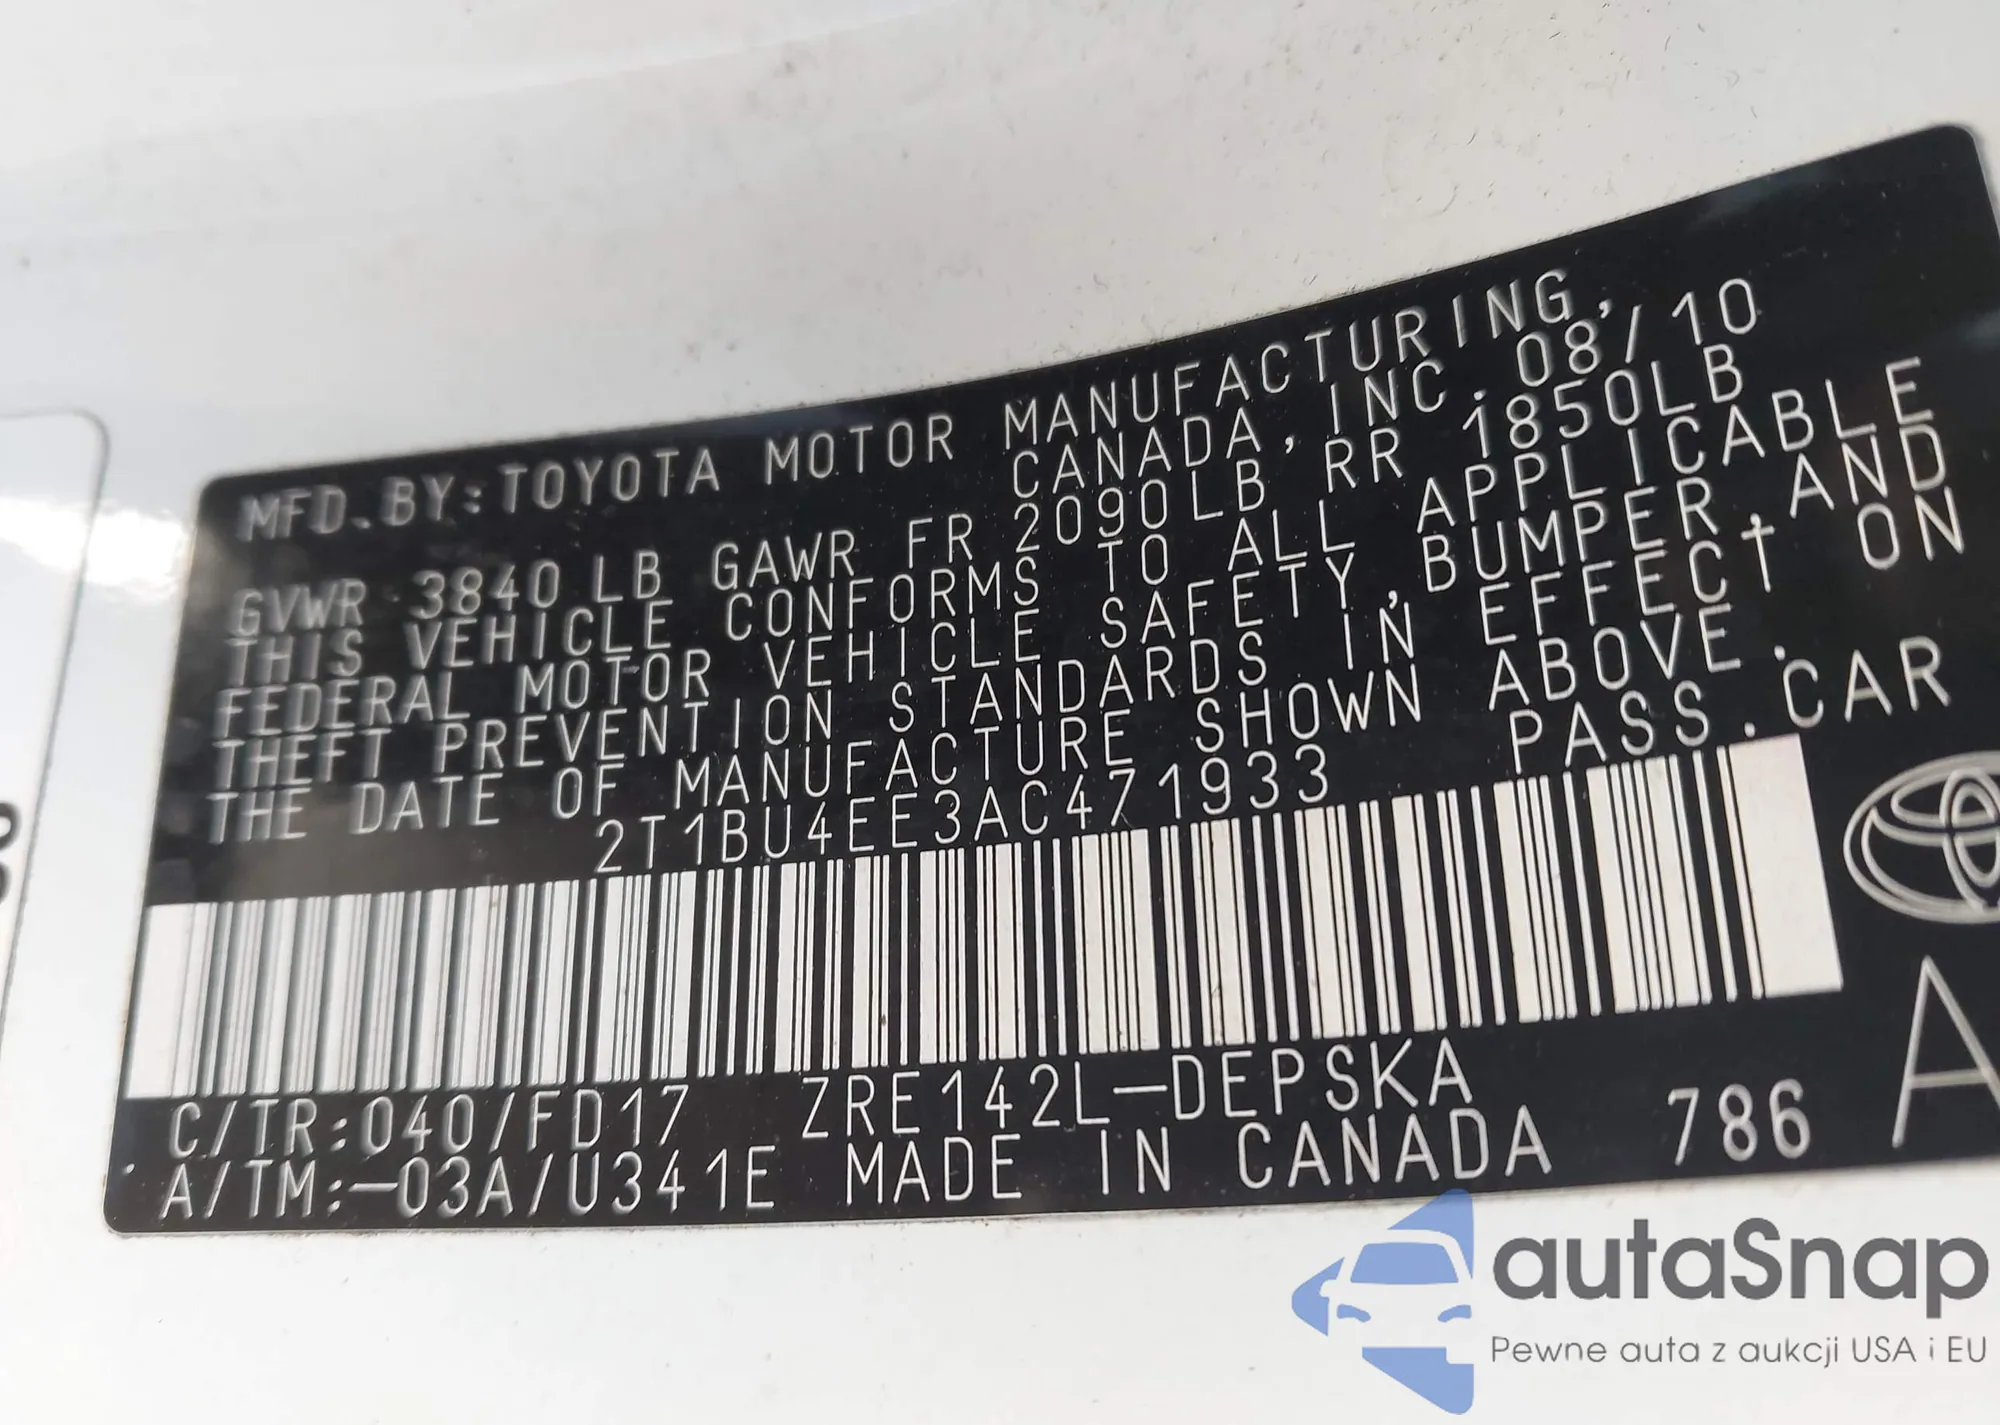 MFD. BY: TOYOTA MOTOR MANUFACTURING,
CANADA, INC. 08/10
GVWR 3840 LB GAWR FR 2090LB RR 1850LB
THIS VEHICLE CONFORMS TO ALL APPLICABLE
FEDERAL MOTOR VEHICLE SAFETY, BUMPER, AND
THEFT PREVENTION STANDARDS IN EFFECT ON
THE DATE OF MANUFACTURE SHOWN ABOVE.
2T1BU4EE3AC471933 PASS. CAR
C/TR:040/FD17 ZRE142L-DEPSKA
A/TM:-03A/U341E MADE IN CANADA 786
A
autaSnap
Pewne auta z aukcji USA i EU